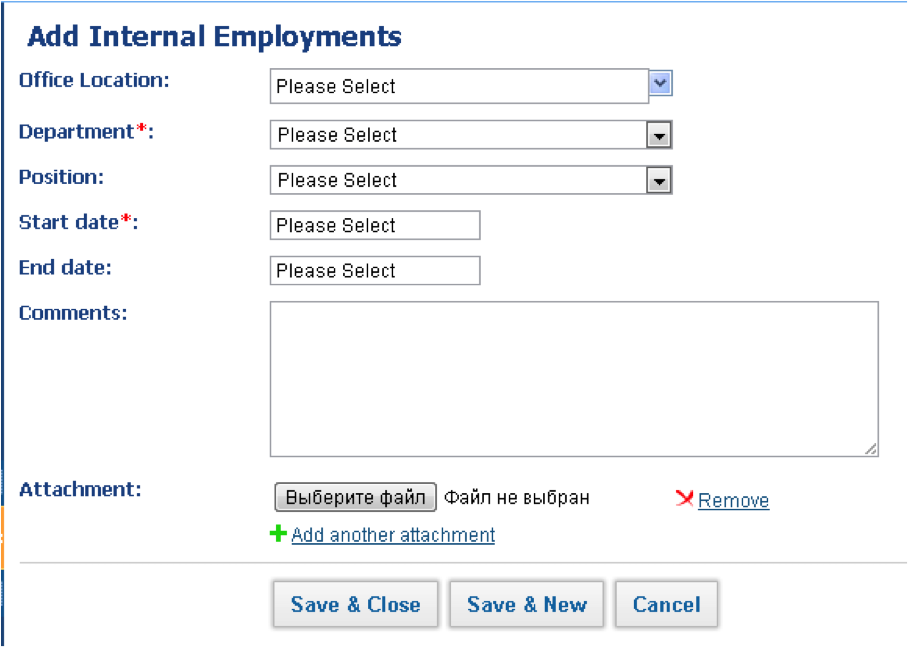 Add Internal Employments
Office Location: Please Select
Department*: Please Select
Position: Please Select
Start date*: Please Select
End date: Please Select
Comments:
Attachment: Выберите файл Файл не выбран Remove
Add another attachment
Save & Close Save & New Cancel